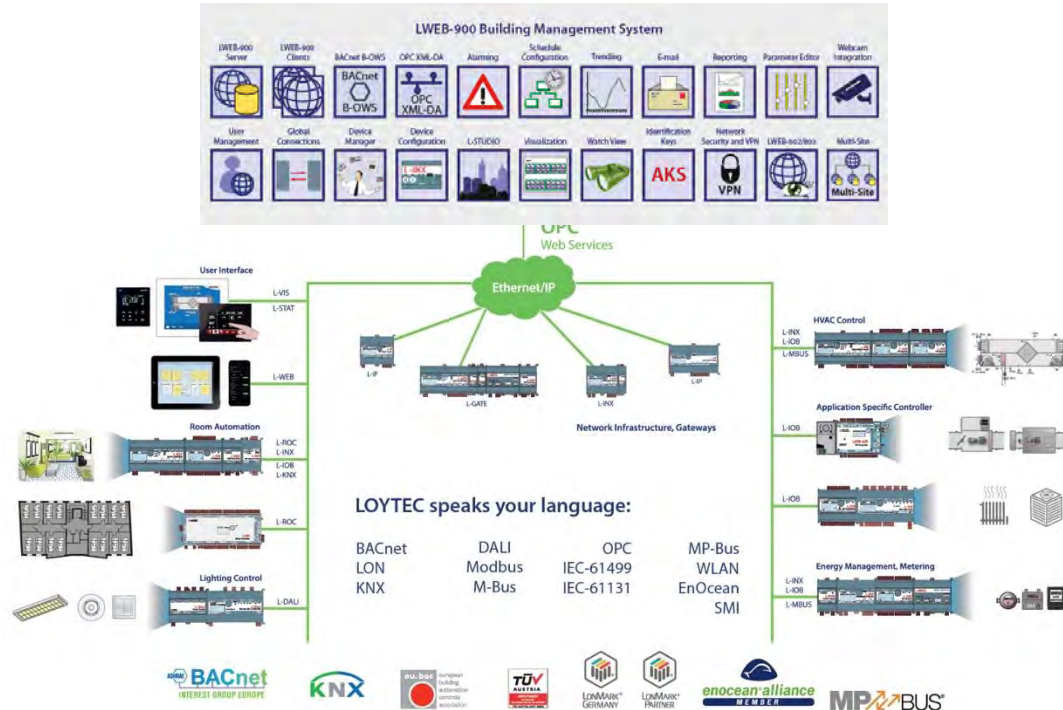 LWEB-900 Building Management System
LWEB-900 Server
LWEB-900 Clients
BACnet B-OWS
OPC XML-DA
Alarming
Schedule Configuration
Trending
E-mail
Reporting
Parameter Editor
Webcam Integration
BACnet
B-OWS
OPC
XML-DA
User Management
Global Connections
Device Manager
Device Configuration
L-STUDIO
Visualization
Watch View
Identification Keys
Network Security and VPN
LWEB-802/803
Multi-Site
L-INX
AKS
VPN
Multi-Site
OPC
Web Services
Ethernet/IP
User Interface
L-VIS
L-STAT
L-WEB
Room Automation
L-ROC
L-INX
L-IOB
L-KNX
L-ROC
Lighting Control
L-DALI
L-IP
L-GATE
L-INX
L-IP
Network Infrastructure, Gateways
HVAC Control
L-INX
L-IOB
L-MBUS
Application Specific Controller
L-IOB
L-IOB
Energy Management, Metering
L-INX
L-IOB
L-MBUS
LOYTEC speaks your language:
BACnet DALI OPC MP-Bus
LON Modbus IEC-61499 WLAN
KNX M-Bus IEC-61131 EnOcean
SMI
ASHRAE BACnet
INTEREST GROUP EUROPE
KNX
eu.bac
european
building
automation
controls
association
TÜV
AUSTRIA
LONMARK®
GERMANY
LONMARK®
PARTNER
enocean alliance
MEMBER
MP BUS®